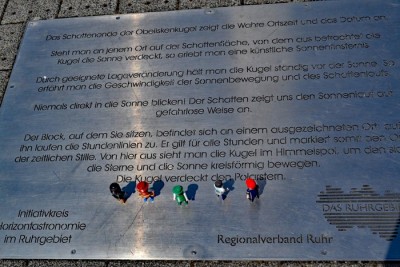 Das Schattenende der Obeliskenkugel zeigt die Wahre Ortszeit und das Datum an.
Steht man an jenem Ort auf der Schattenfläche, von dem aus betrachtet die
Kugel die Sonne verdeckt, so erlebt man eine künstliche Sonnenfinsternis.
Durch geeignete Lageveränderung hält man die Kugel ständig vor der Sonne. So
erfährt man die Geschwindigkeit der Sonnenbewegung und des Schattenlaufs.
Niemals direkt in die Sonne blicken! Der Schatten zeigt uns den Sonnenlauf auf
gefahrlose Weise an.
Der Block, auf dem Sie sitzen, befindet sich an einem ausgezeichneten Ort: auf
ihn laufen die Stundenlinien zu. Er gilt für alle Stunden und markiert somit den Ort
der zeitlichen Stille. Von hier aus sieht man die Kugel im Himmelspol, um den sich
die Sterne und die Sonne kreisförmig bewegen.
Die Kugel verdeckt den Polarstern.
Initiativkreis
Horizontastronomie
im Ruhrgebiet
DAS RUHRGEBIET
Regionalverband Ruhr